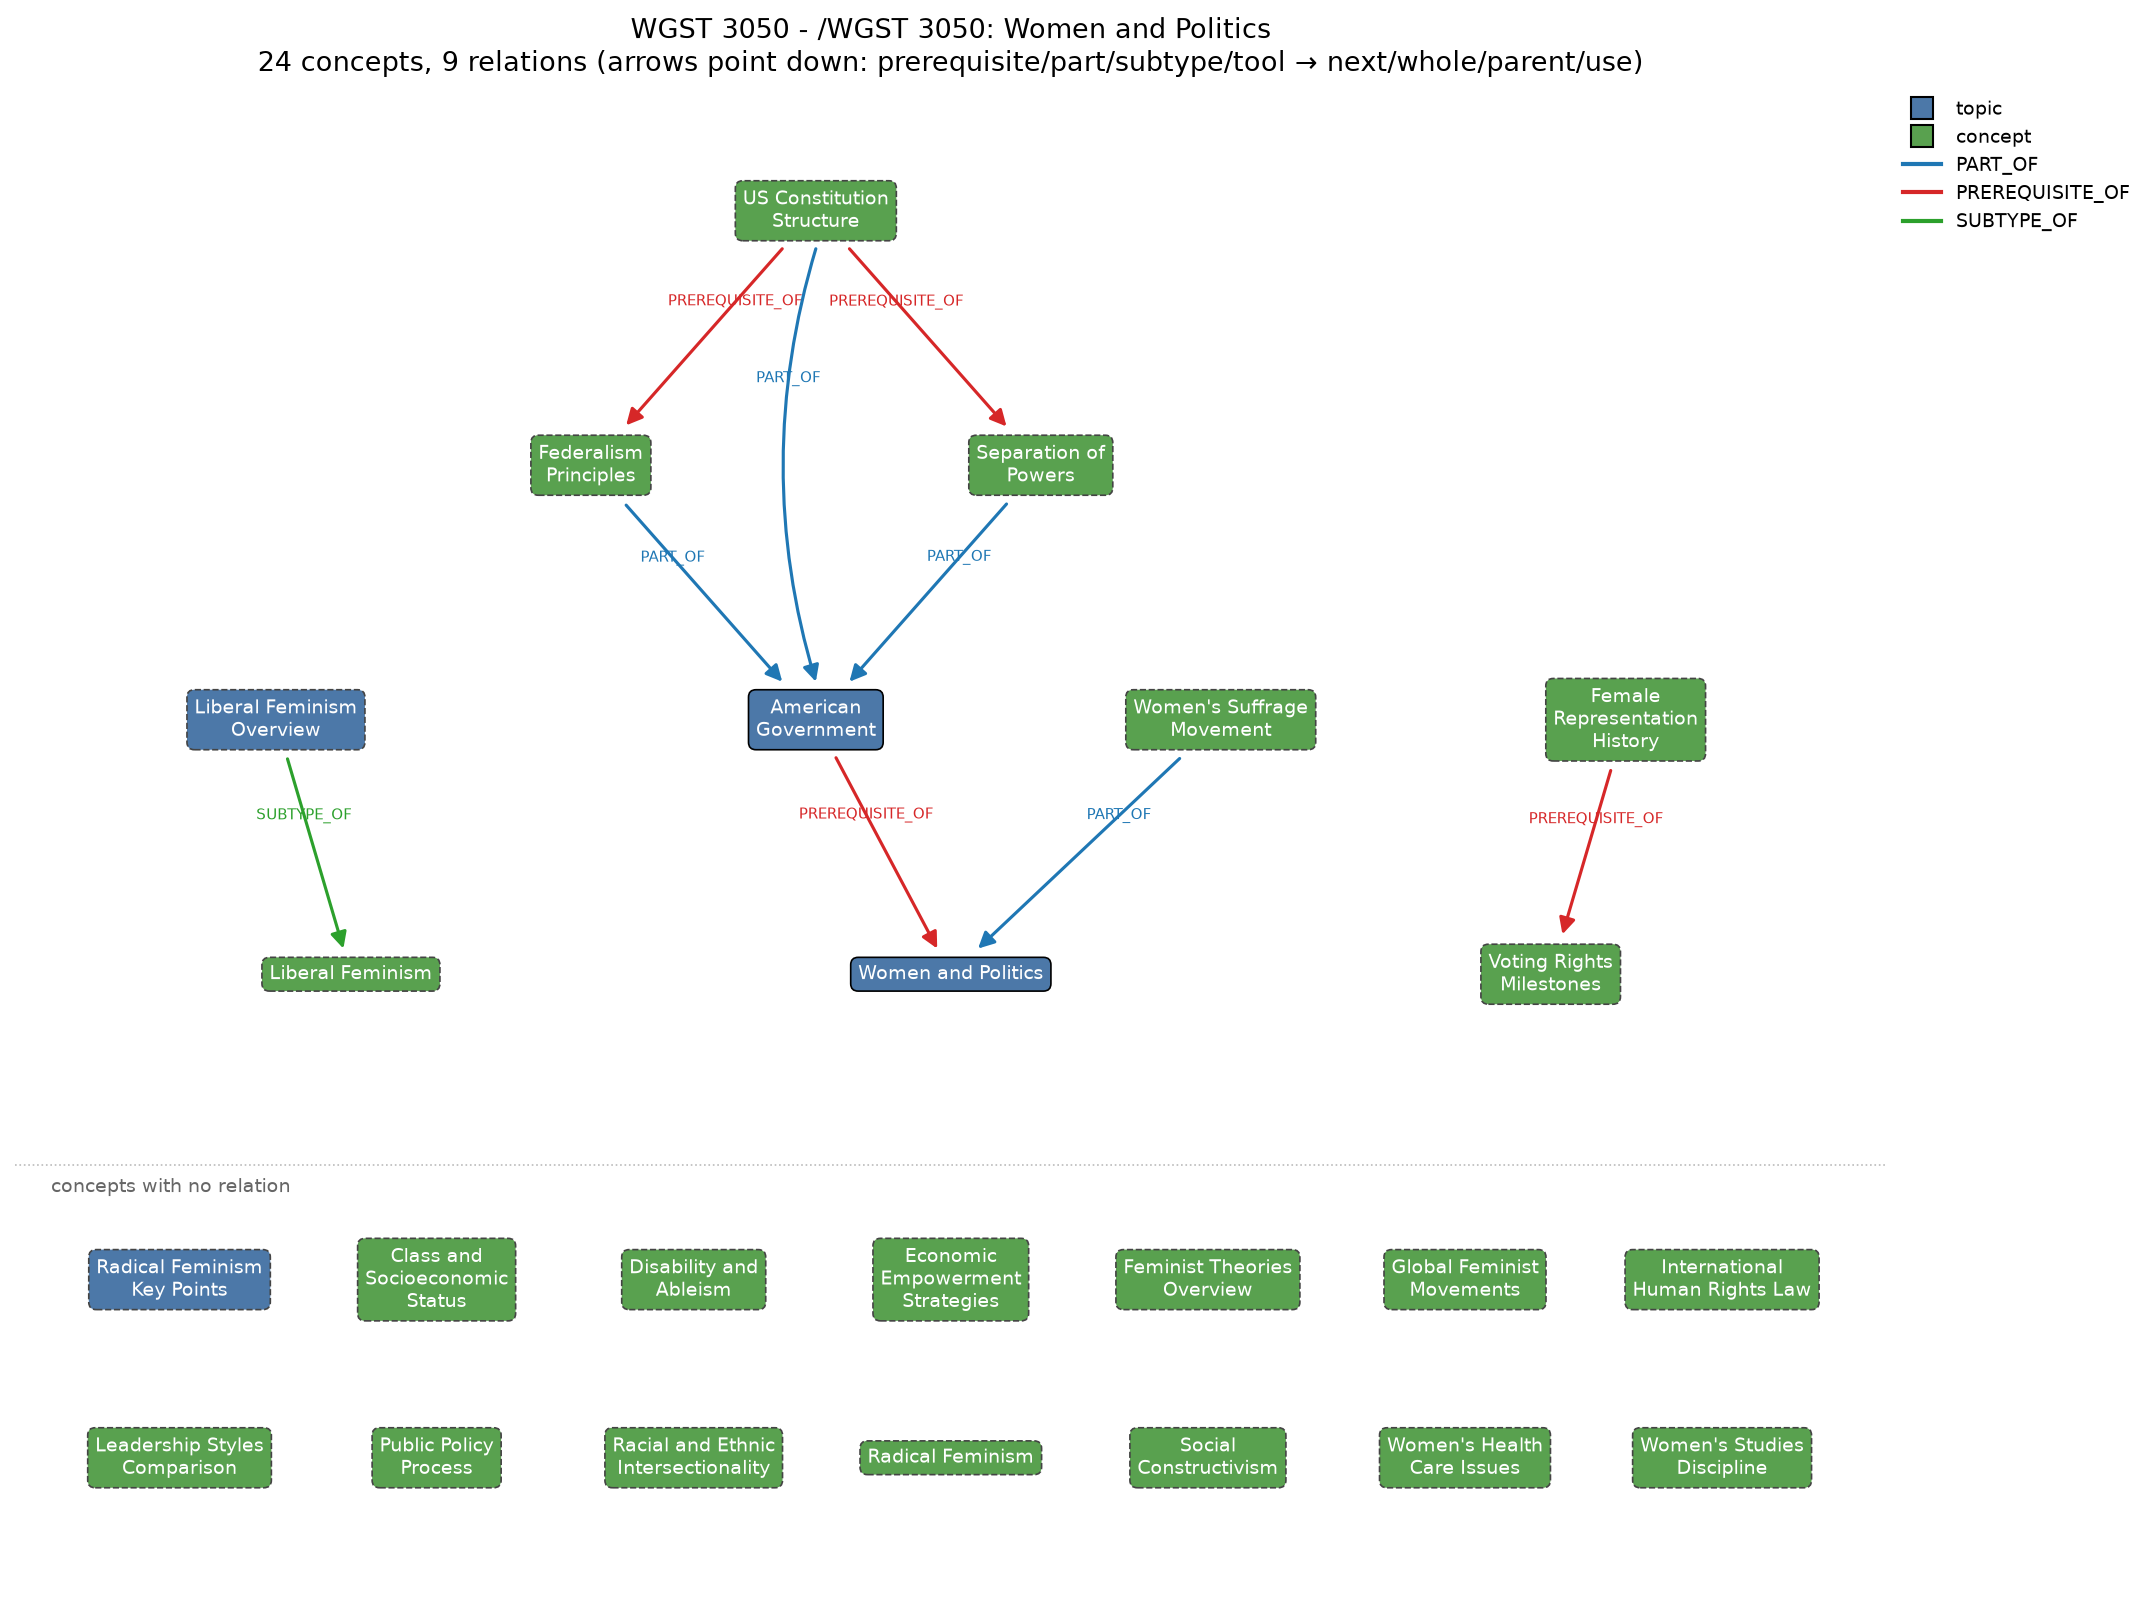 WGST 3050 - /WGST 3050: Women and Politics
24 concepts, 9 relations (arrows point down: prerequisite/part/subtype/tool → next/whole/parent/use)
topic
concept
PART_OF
PREREQUISITE_OF
SUBTYPE_OF
US Constitution
Structure
PREREQUISITE_OF
PREREQUISITE_OF
PART_OF
Federalism
Principles
Separation of
Powers
PART_OF
PART_OF
Liberal Feminism
Overview
American
Government
Women's Suffrage
Movement
Female
Representation
History
SUBTYPE_OF
PREREQUISITE_OF
PART_OF
PREREQUISITE_OF
Liberal Feminism
Women and Politics
Voting Rights
Milestones
concepts with no relation
Radical Feminism
Key Points
Class and
Socioeconomic
Status
Disability and
Ableism
Economic
Empowerment
Strategies
Feminist Theories
Overview
Global Feminist
Movements
International
Human Rights Law
Leadership Styles
Comparison
Public Policy
Process
Racial and Ethnic
Intersectionality
Radical Feminism
Social
Constructivism
Women's Health
Care Issues
Women's Studies
Discipline